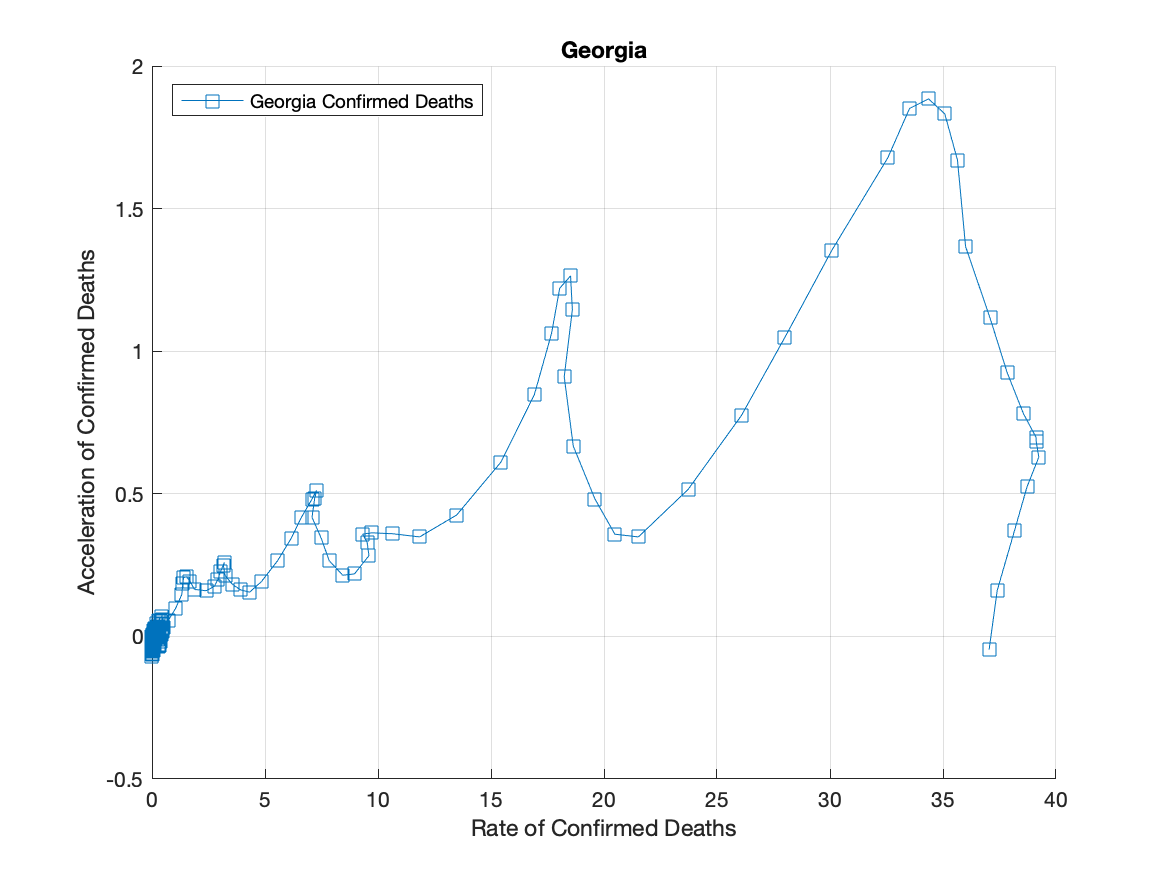 Georgia
Georgia Confirmed Deaths
2
1.5
1
0.5
0
-0.5
Acceleration of Confirmed Deaths
0 5 10 15 20 25 30 35 40
Rate of Confirmed Deaths